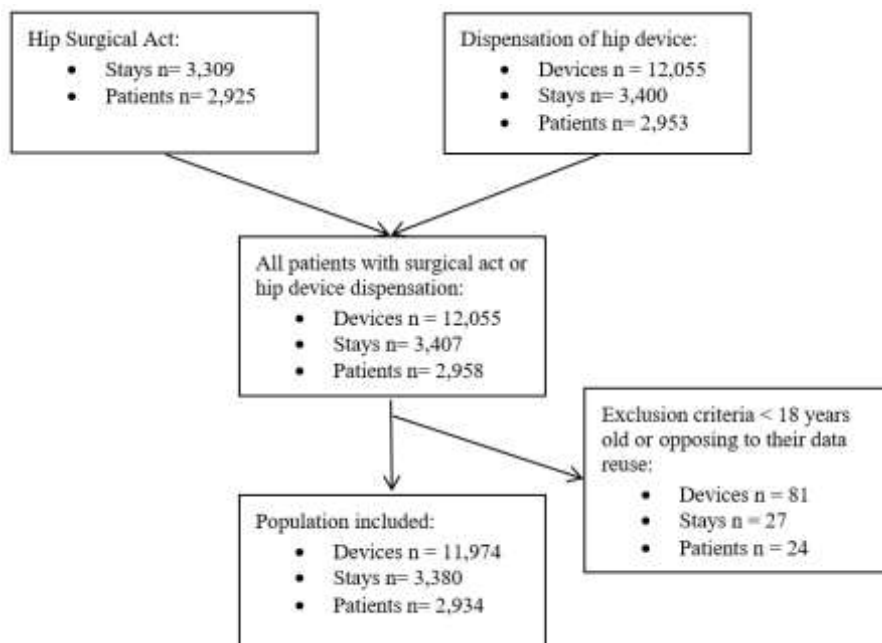 Hip Surgical Act:
• Stays n= 3,309
• Patients n= 2,925
Dispensation of hip device:
• Devices n = 12,055
• Stays n= 3,400
• Patients n= 2,953
All patients with surgical act or
hip device dispensation:
• Devices n = 12,055
• Stays n= 3,407
• Patients n= 2,958
Exclusion criteria < 18 years
old or opposing to their data
reuse:
• Devices n = 81
• Stays n = 27
• Patients n = 24
Population included:
• Devices n = 11,974
• Stays n= 3,380
• Patients n= 2,934